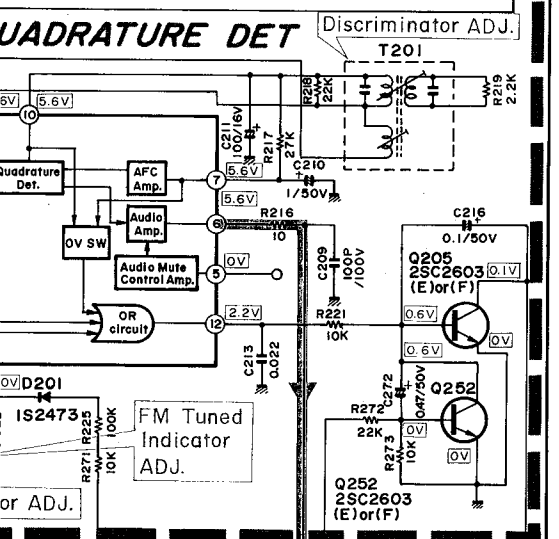 QUADRATURE DET
Discriminator ADJ.
T201
6V
5.6V
10
C211
100/16V
R218
22K
R217
27K
R219
2.2K
Quadrature
Det.
AFC
Amp.
7
5.6V
C210
1/50V
5.6V
Audio
Amp.
6
R216
10
C216
0.1/50V
OV SW
Audio Mute
Control Amp.
5
0V
C209
100P
/100V
Q205
2SC2603
(E)or(F)
0.1V
OR
circuit
12
2.2V
R221
10K
0.6V
0V
C213
0.022
0.6V
0V
D201
1S2473
R225
100K
R271
10K
FM Tuned
Indicator
ADJ.
C272
0.47/50V
Q252
R272
22K
0V
R273
10K
0V
or ADJ.
Q252
2SC2603
(E)or(F)